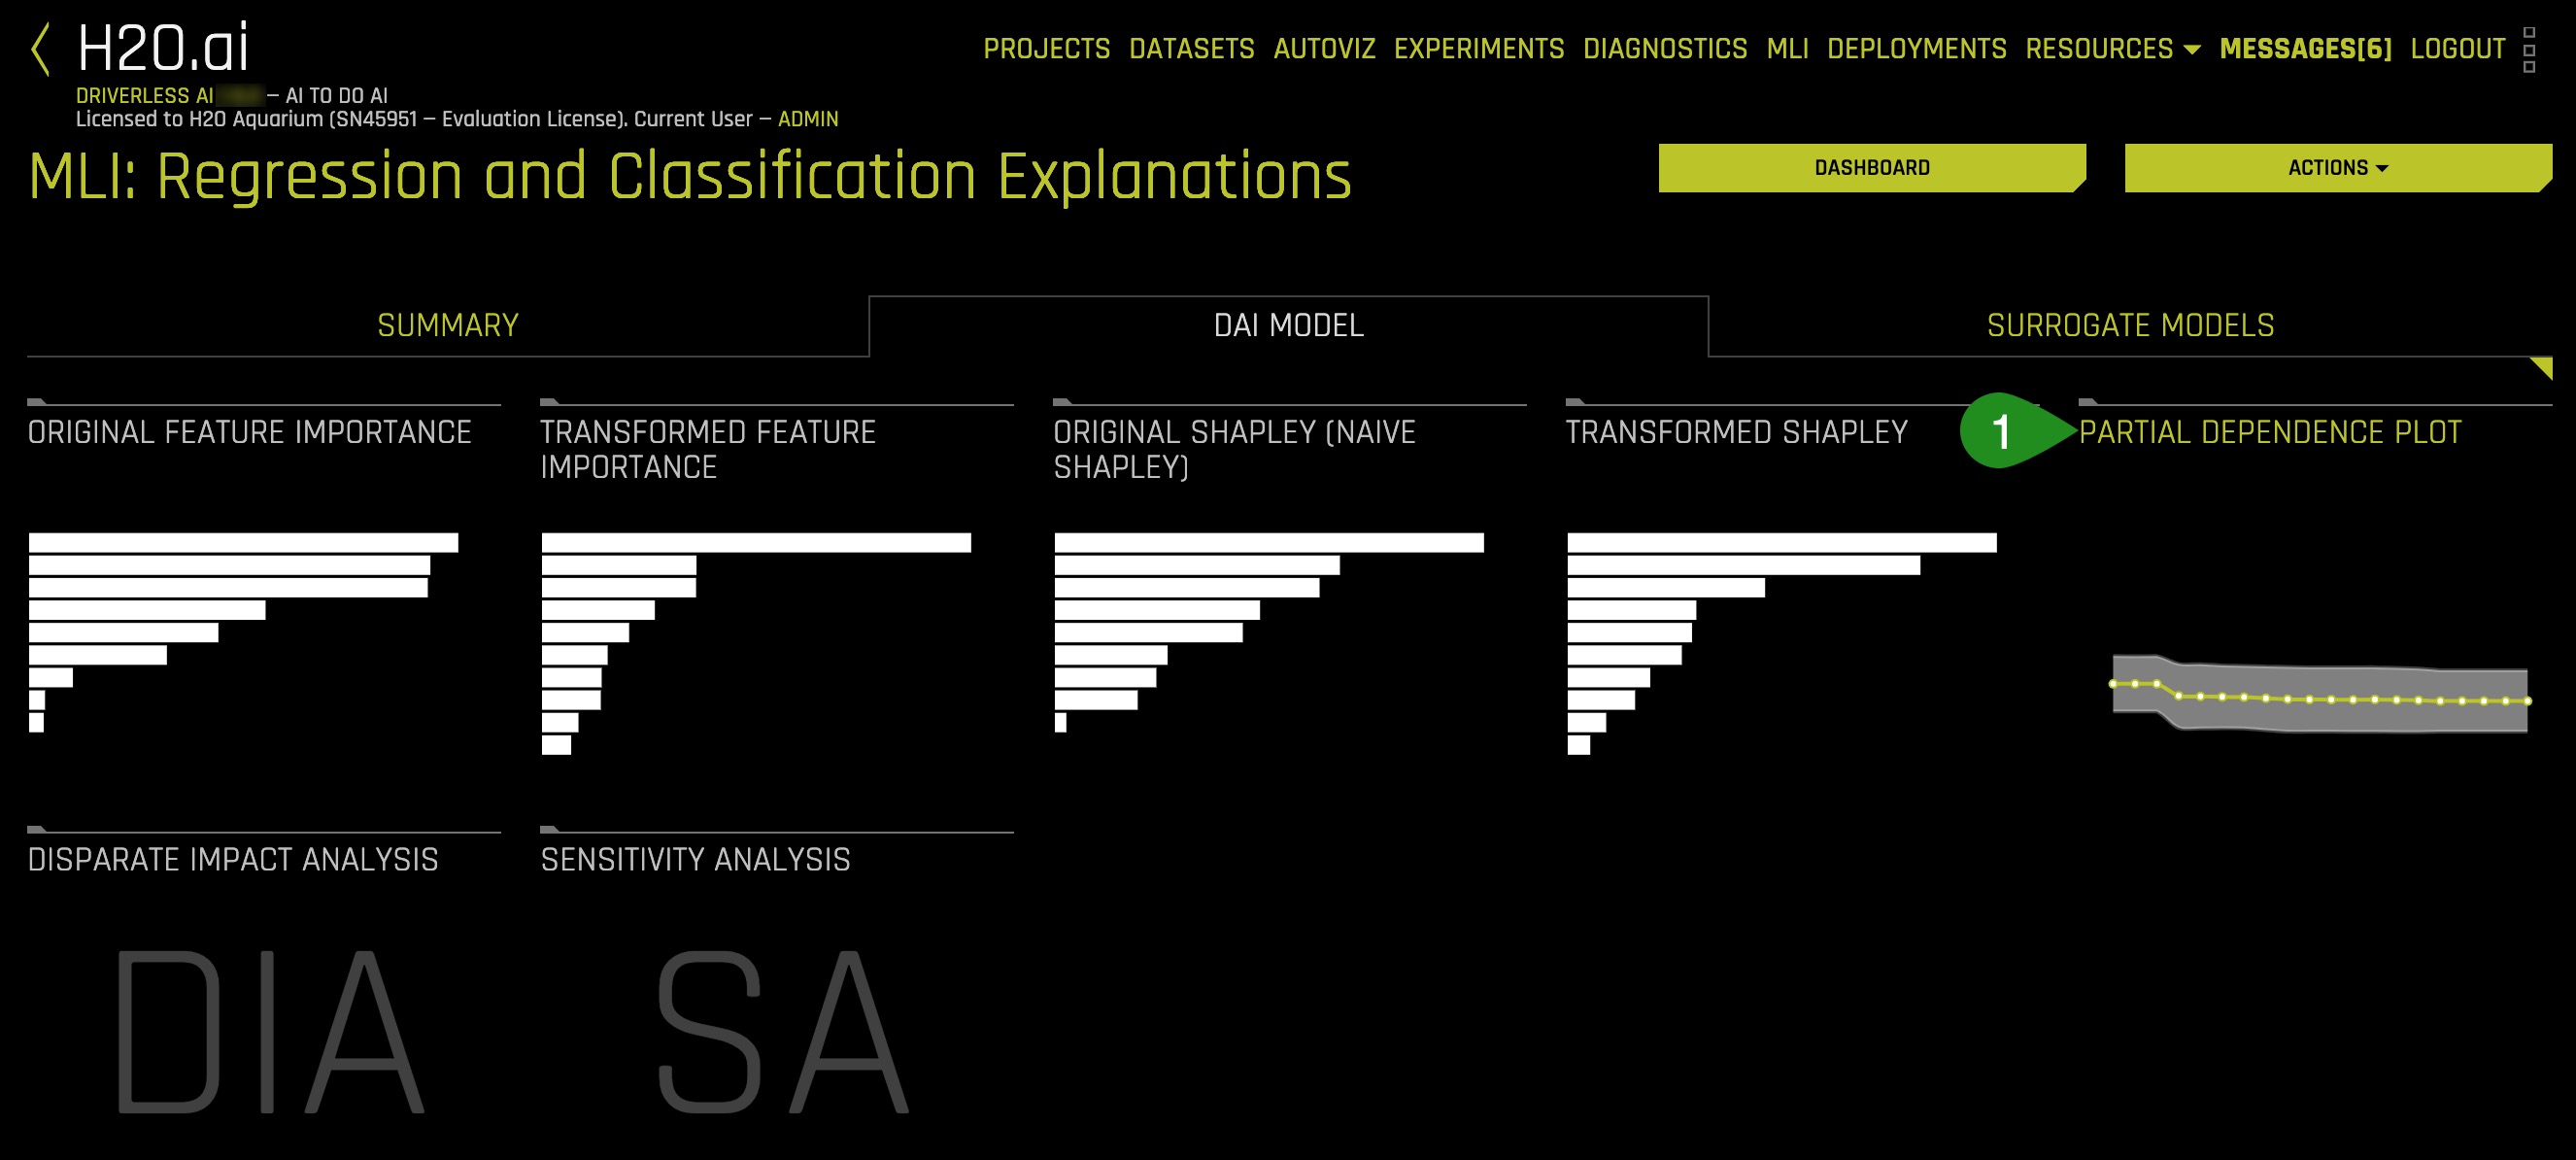 H2O.ai
PROJECTS DATASETS AUTOVIZ EXPERIMENTS DIAGNOSTICS MLI DEPLOYMENTS RESOURCES MESSAGES[6] LOGOUT
DRIVERLESS AI — AI TO DO AI
Licensed to H2O Aquarium (SN45951 — Evaluation License). Current User — ADMIN
MLI: Regression and Classification Explanations
DASHBOARD
ACTIONS
SUMMARY
DAI MODEL
SURROGATE MODELS
ORIGINAL FEATURE IMPORTANCE
TRANSFORMED FEATURE
IMPORTANCE
ORIGINAL SHAPLEY (NAIVE
SHAPLEY)
TRANSFORMED SHAPLEY
1
PARTIAL DEPENDENCE PLOT
DISPARATE IMPACT ANALYSIS
SENSITIVITY ANALYSIS
DIA
SA